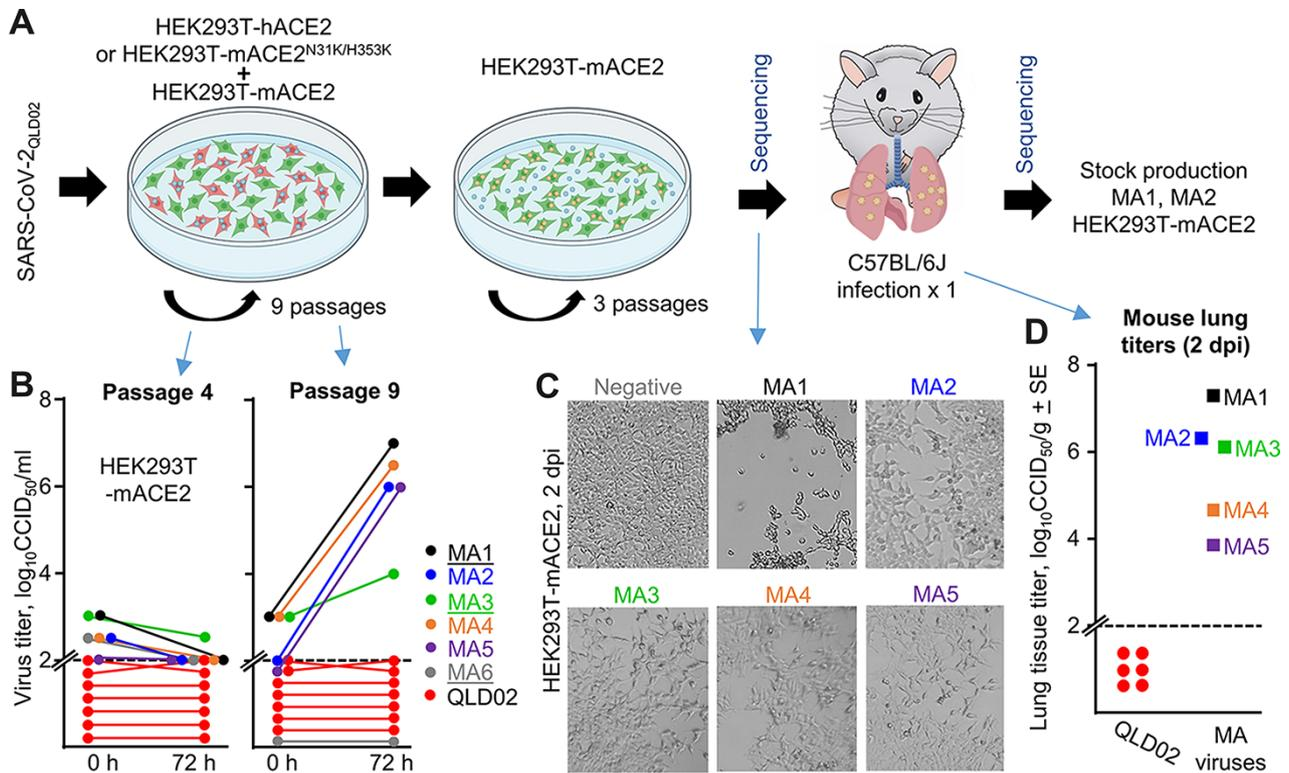 A
HEK293T-hACE2
or HEK293T-mACE2N31K/H353K
+
HEK293T-mACE2
HEK293T-mACE2
SARS-CoV-2QLD02
Sequencing
Sequencing
9 passages
3 passages
C57BL/6J
infection x 1
Stock production
MA1, MA2
HEK293T-mACE2
B
Passage 4
Passage 9
Virus titer, log10CCID50/ml
8
6
4
2
HEK293T
-mACE2
0 h
72 h
0 h
72 h
MA1
MA2
MA3
MA4
MA5
MA6
QLD02
C
HEK293T-mACE2, 2 dpi
Negative
MA1
MA2
MA3
MA4
MA5
D
Mouse lung
titers (2 dpi)
Lung tissue titer, log10CCID50/g ± SE
8
6
4
2
MA1
MA2
MA3
MA4
MA5
QLD02
MA
viruses